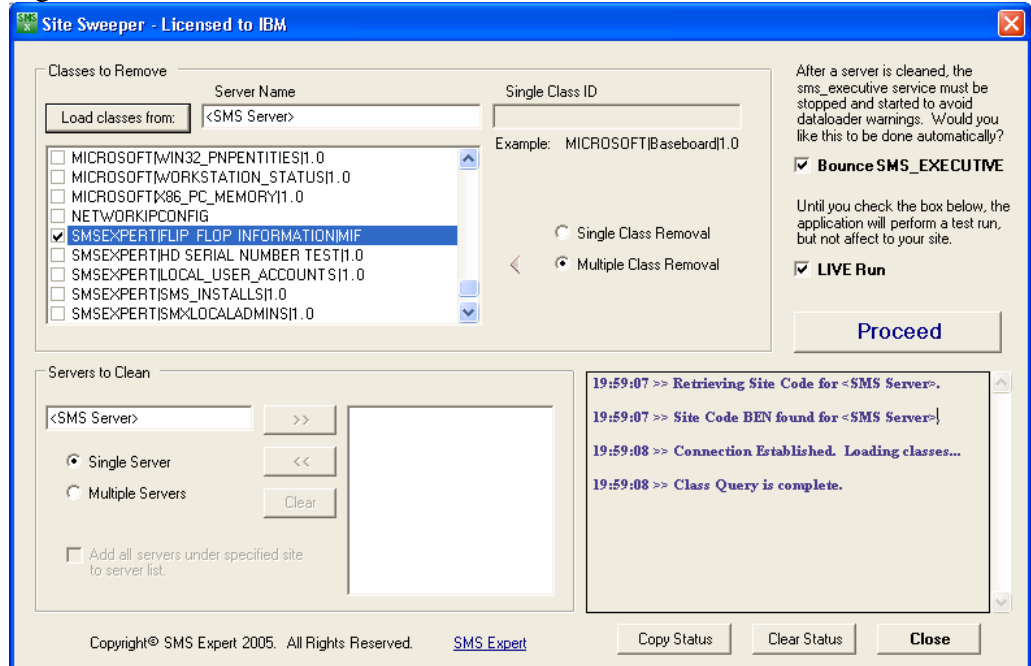 Site Sweeper - Licensed to IBM
Classes to Remove
Server Name
Single Class ID
Load classes from:
<SMS Server>
Example: MICROSOFT|Baseboard|1.0
MICROSOFT|WIN32_PNPENTITIES|1.0
MICROSOFT|WORKSTATION_STATUS|1.0
MICROSOFT|X86_PC_MEMORY|1.0
NETWORK|PCONFIG
SMSEXPERT|FLIP FLOP INFORMATION|MIF
SMSEXPERT|HD SERIAL NUMBER TEST|1.0
SMSEXPERT|LOCAL_USER_ACCOUNTS|1.0
SMSEXPERT|SMS_INSTALLS|1.0
SMSEXPERT|SMXLOCALADMINS|1.0
Single Class Removal
Multiple Class Removal
After a server is cleaned, the
sms_executive service must be
stopped and started to avoid
dataloader warnings. Would you
like this to be done automatically?
Bounce SMS_EXECUTIVE
Until you check the box below, the
application will perform a test run,
but not affect to your site.
LIVE Run
Proceed
Servers to Clean
<SMS Server>
>>
<<
Clear
Single Server
Multiple Servers
Add all servers under specified site
to server list.
19:59:07 >> Retrieving Site Code for <SMS Server>.
19:59:07 >> Site Code BEN found for <SMS Server>.
19:59:08 >> Connection Established. Loading classes...
19:59:08 >> Class Query is complete.
Copyright© SMS Expert 2005. All Rights Reserved.
SMS Expert
Copy Status
Clear Status
Close